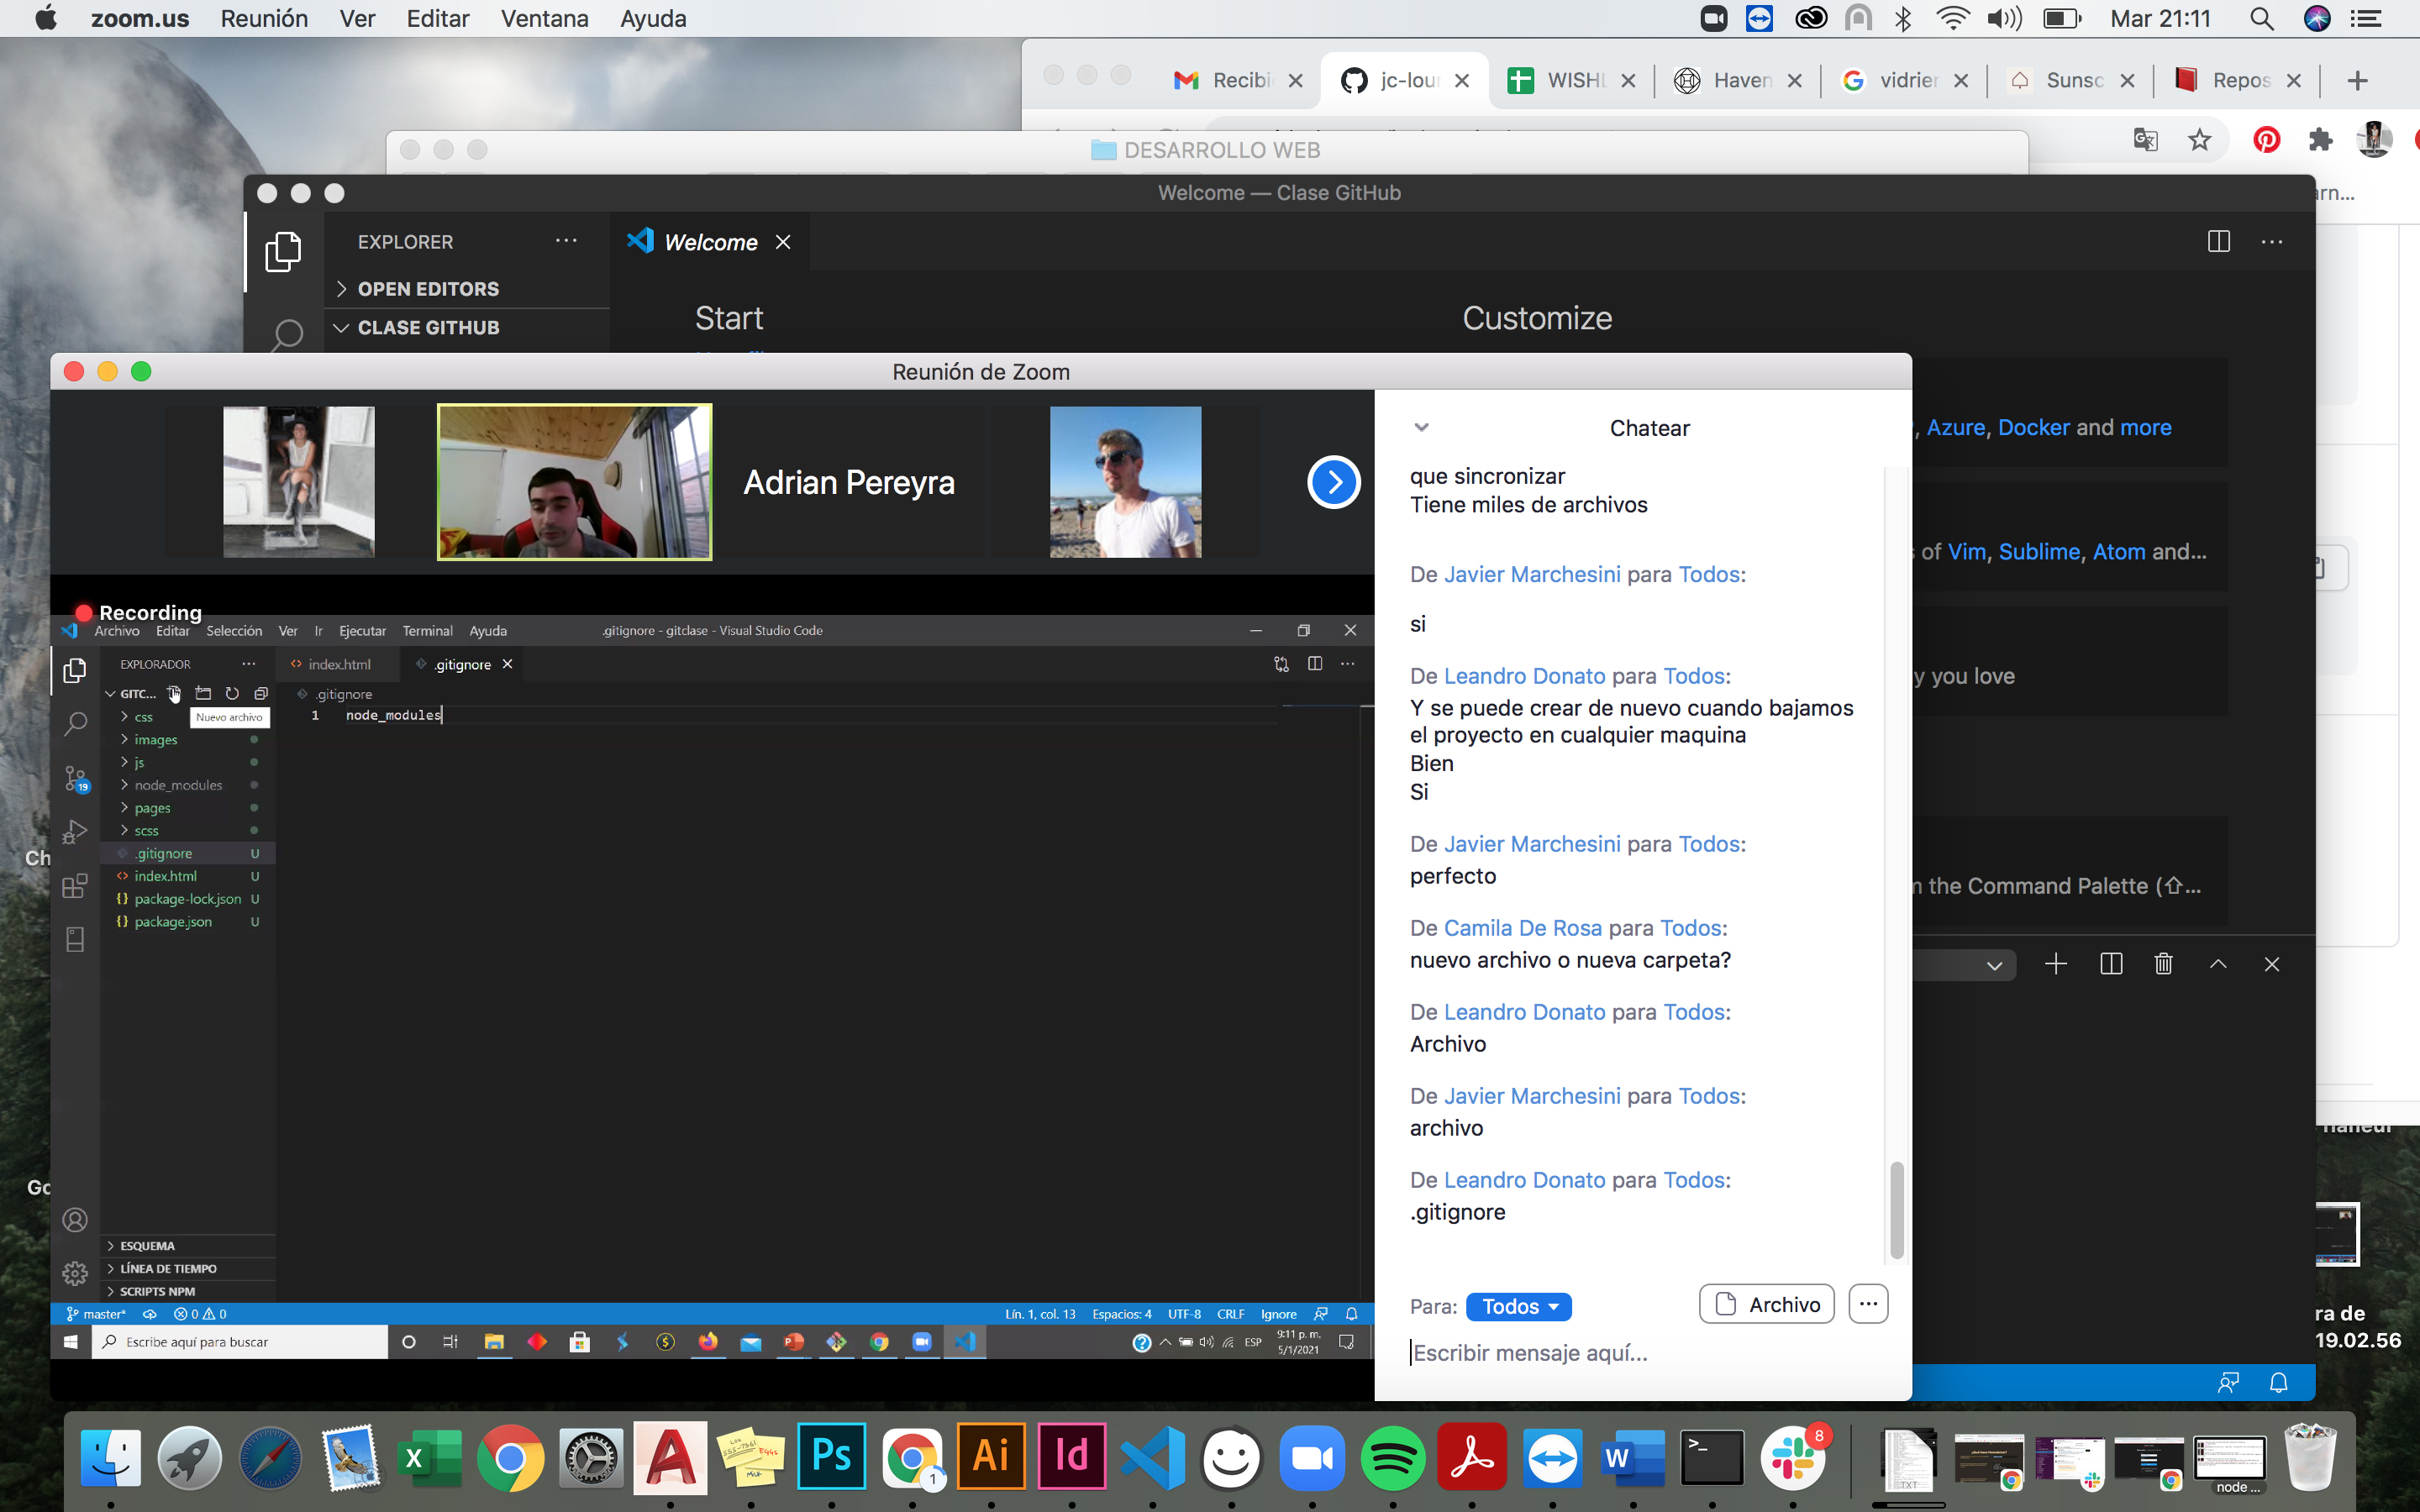 zoom.us Reunión Ver Editar Ventana Ayuda
Mar 21:11
Recibi
jc-lou
WISHL
Haven
vidrier
Sunsc
Repos
DESARROLLO WEB
Welcome — Clase GitHub
EXPLORER
Welcome
OPEN EDITORS
CLASE GITHUB
Start
Customize
Azure, Docker and more
of Vim, Sublime, Atom and...
y you love
the Command Palette (⇧...
Reunión de Zoom
Adrian Pereyra
Recording
Archivo Editar Selección Ver Ir Ejecutar Terminal Ayuda
.gitignore - gitclase - Visual Studio Code
EXPLORADOR
index.html
.gitignore
GITC...
Nuevo archivo
.gitignore
1 node_modules
css
images
js
node_modules
pages
scss
.gitignore U
index.html U
package-lock.json U
package.json U
19
ESQUEMA
LÍNEA DE TIEMPO
SCRIPTS NPM
master* 0 0
Lín. 1, col. 13 Espacios: 4 UTF-8 CRLF Ignore
Escribe aquí para buscar
ESP
9:11 p. m.
5/1/2021
Chatear
que sincronizar
Tiene miles de archivos
De Javier Marchesini para Todos:
si
De Leandro Donato para Todos:
Y se puede crear de nuevo cuando bajamos
el proyecto en cualquier maquina
Bien
Si
De Javier Marchesini para Todos:
perfecto
De Camila De Rosa para Todos:
nuevo archivo o nueva carpeta?
De Leandro Donato para Todos:
Archivo
De Javier Marchesini para Todos:
archivo
De Leandro Donato para Todos:
.gitignore
Para: Todos
Archivo
Escribir mensaje aquí...
Ch
Go
ra de
19.02.56
Ps
Ai
Id
1
8
TXT
node ...